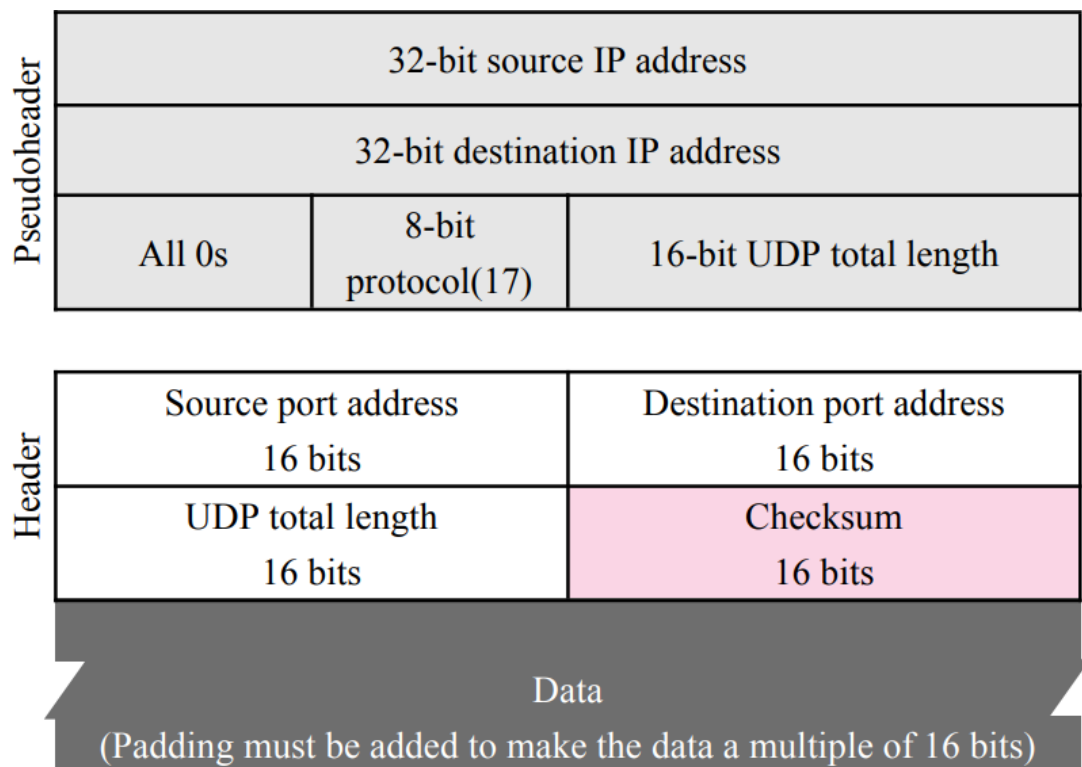 Pseudoheader
32-bit source IP address
32-bit destination IP address
All 0s
8-bit
protocol(17)
16-bit UDP total length
Header
Source port address
16 bits
Destination port address
16 bits
UDP total length
16 bits
Checksum
16 bits
Data
(Padding must be added to make the data a multiple of 16 bits)